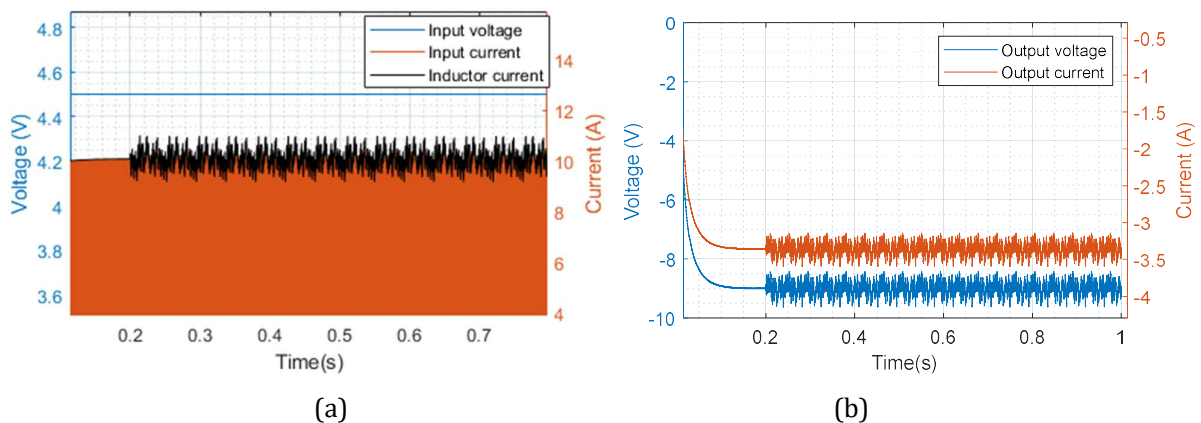 (a)
4.8
4.6
4.4
4.2
4
3.8
3.6
Voltage (V)
Input voltage
Input current
Inductor current
14
12
10
8
6
4
Current (A)
0.2 0.3 0.4 0.5 0.6 0.7
Time(s)
(a)
(b)
0
-2
-4
-6
-8
-10
Voltage (V)
Output voltage
Output current
-0.5
-1
-1.5
-2
-2.5
-3
-3.5
-4
Current (A)
0.2 0.4 0.6 0.8 1
Time(s)
(b)